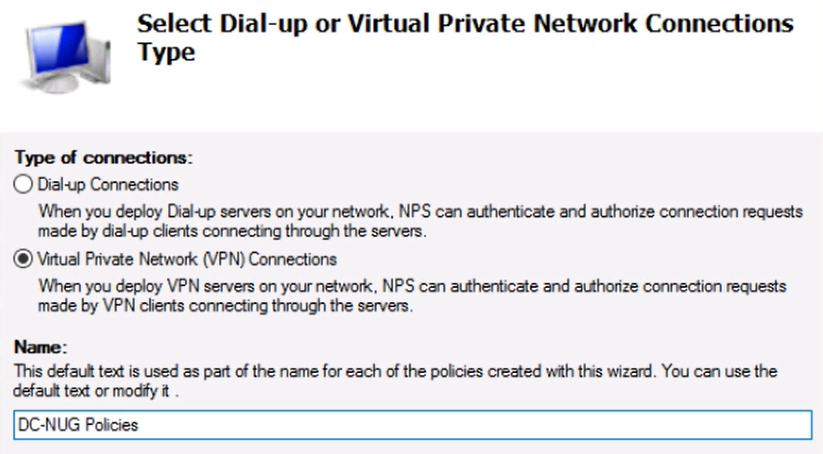 Select Dial-up or Virtual Private Network Connections
Type
Type of connections:
Dial-up Connections
When you deploy Dial-up servers on your network, NPS can authenticate and authorize connection requests
made by dial-up clients connecting through the servers.
Virtual Private Network (VPN) Connections
When you deploy VPN servers on your network, NPS can authenticate and authorize connection requests
made by VPN clients connecting through the servers.
Name:
This default text is used as part of the name for each of the policies created with this wizard. You can use the
default text or modify it .
DC-NUG Policies